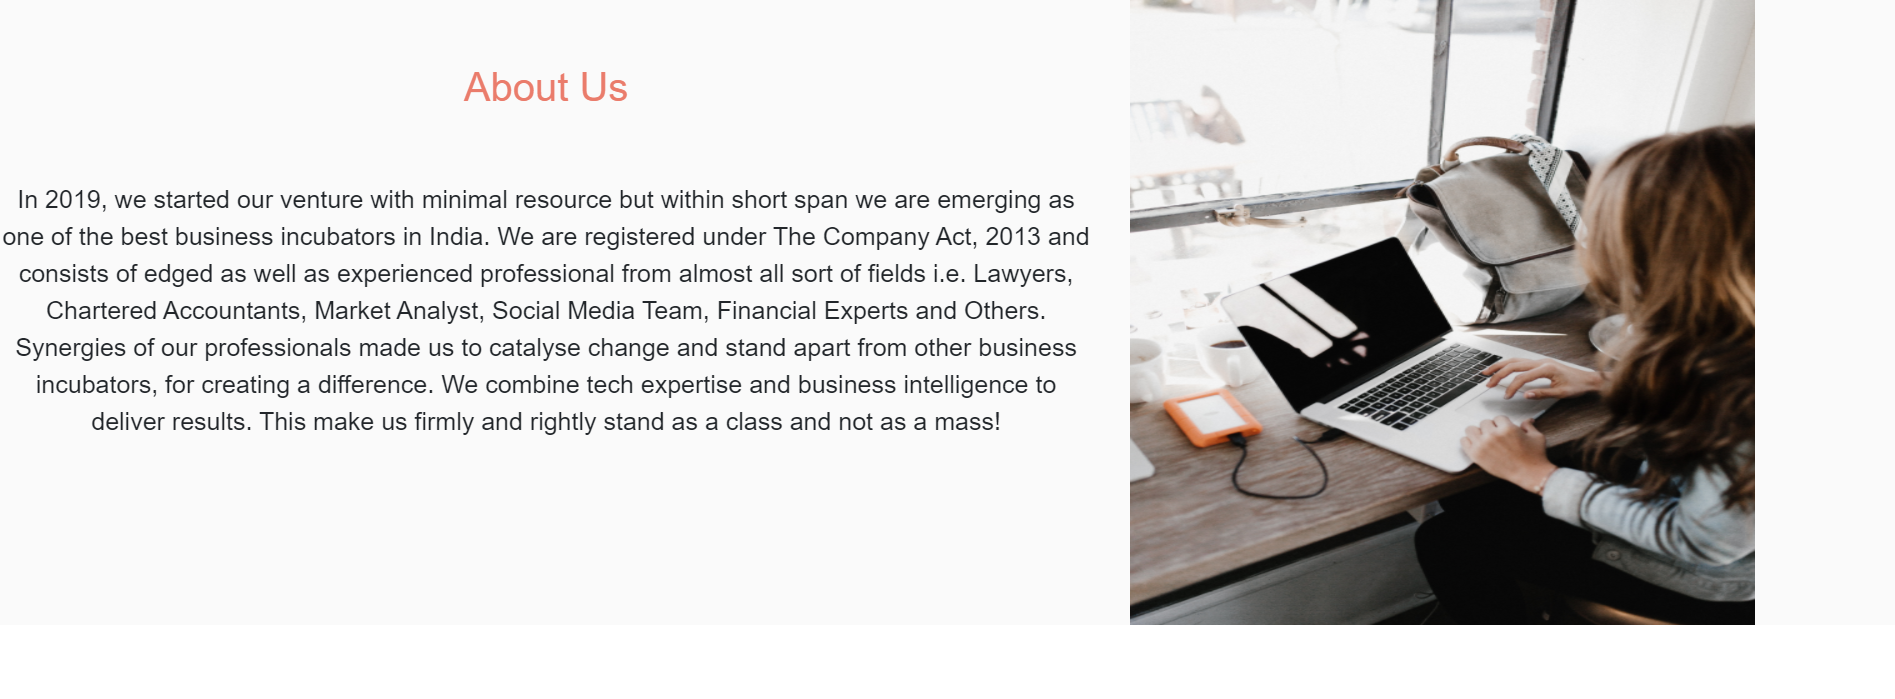 About Us
In 2019, we started our venture with minimal resource but within short span we are emerging as
one of the best business incubators in India. We are registered under The Company Act, 2013 and
consists of edged as well as experienced professional from almost all sort of fields i.e. Lawyers,
Chartered Accountants, Market Analyst, Social Media Team, Financial Experts and Others.
Synergies of our professionals made us to catalyse change and stand apart from other business
incubators, for creating a difference. We combine tech expertise and business intelligence to
deliver results. This make us firmly and rightly stand as a class and not as a mass!